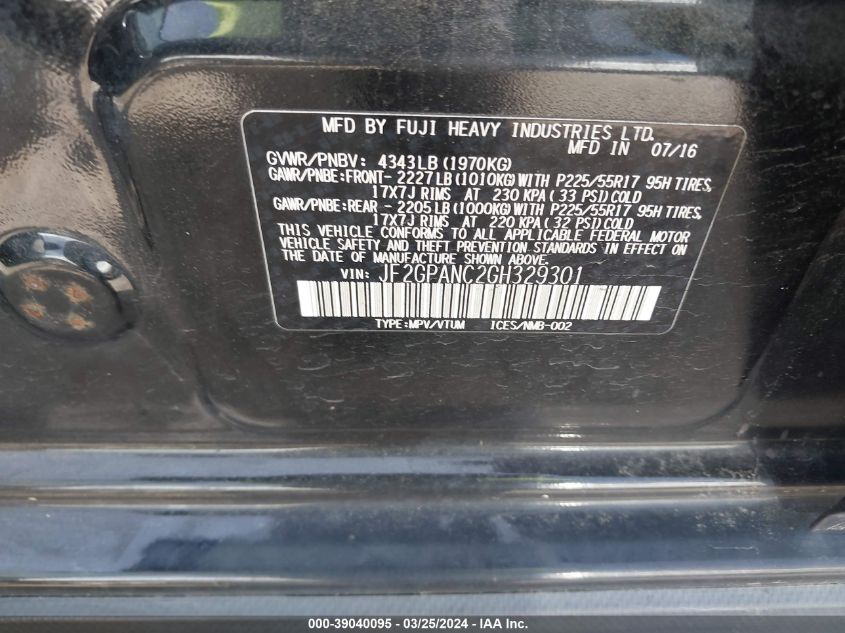 MFD BY FUJI HEAVY INDUSTRIES LTD.
MFD IN 07/16
GVWR/PNBV: 4343LB (1970KG)
GAWR/PNBE:FRONT- 2227LB (1010KG) WITH P225/55R17 95H TIRES,
17X7J RIMS AT 230 KPA ( 33 PSI) COLD
GAWR/PNBE:REAR - 2205LB (1000KG) WITH P225/55R17 95H TIRES,
17X7J RIMS AT 220 KPA ( 32 PSI) COLD
THIS VEHICLE CONFORMS TO ALL APPLICABLE FEDERAL MOTOR
VEHICLE SAFETY AND THEFT PREVENTION STANDARDS IN EFFECT ON
THE DATE OF MANUFACTURE SHOWN ABOVE.
VIN: JF2GPANC2GH329301
TYPE:MPV/VTUM ICES/NMB-002
000-39040095 - 03/25/2024 - IAA Inc.